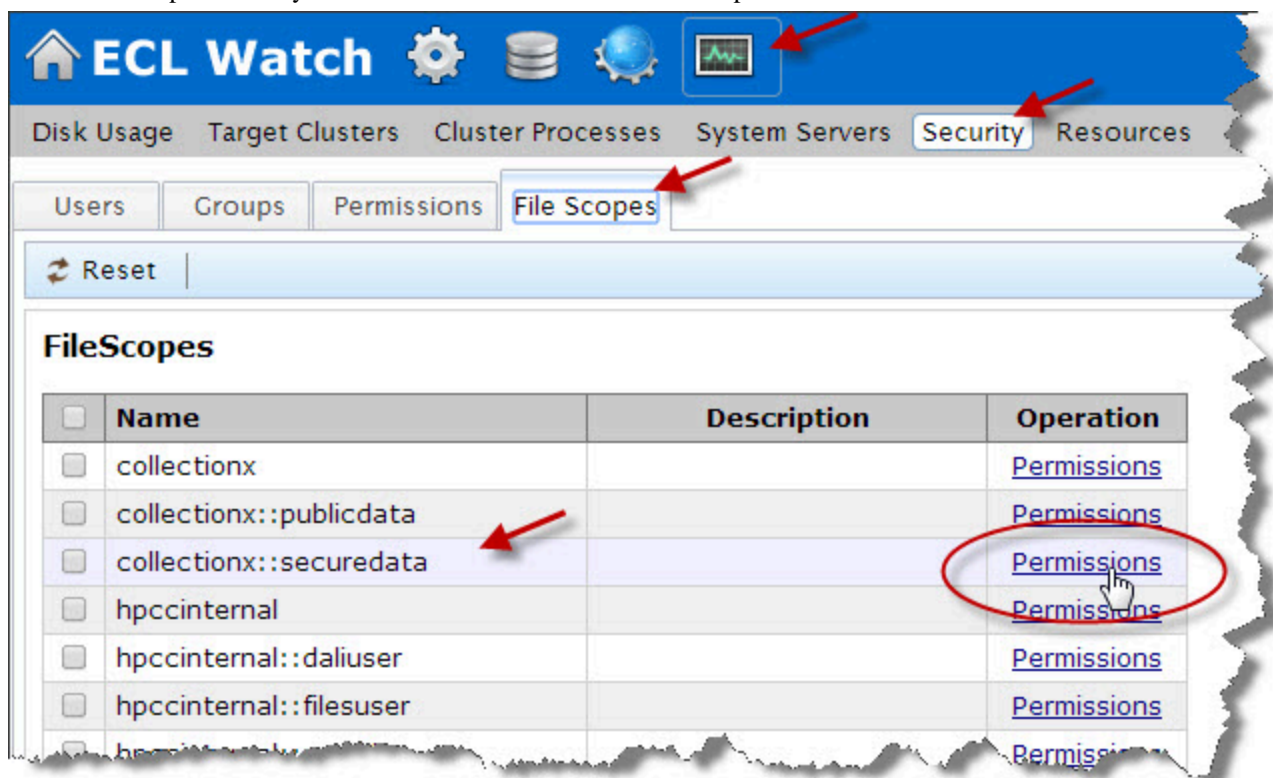 ECL Watch
Disk Usage Target Clusters Cluster Processes System Servers Security Resources
Users Groups Permissions File Scopes
Reset
FileScopes
Name Description Operation
collectionx Permissions
collectionx::publicdata Permissions
collectionx::securedata Permissions
hpccinternal Permissions
hpccinternal::daliuser Permissions
hpccinternal::filesuser Permissions